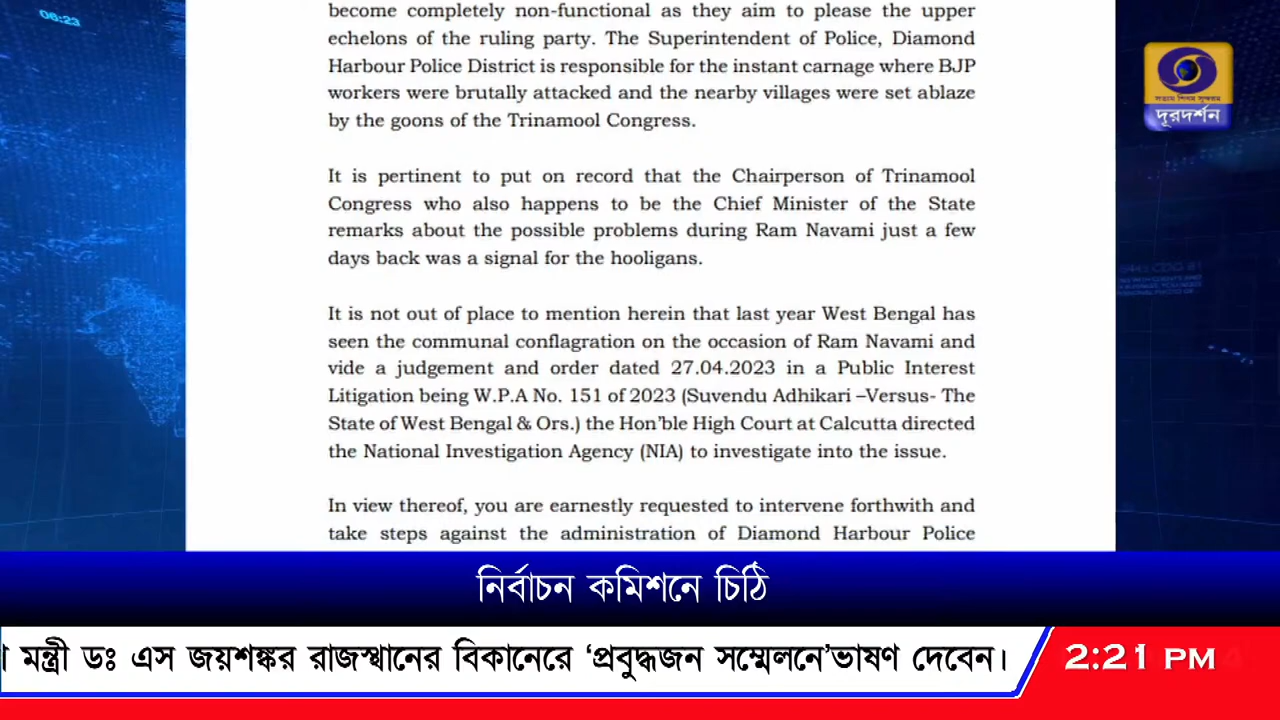 06:23
become completely non-functional as they aim to please the upper
echelons of the ruling party. The Superintendent of Police, Diamond
Harbour Police District is responsible for the instant carnage where BJP
workers were brutally attacked and the nearby villages were set ablaze
by the goons of the Trinamool Congress.
সত্যম শিবম সুন্দরম
দূরদর্শন
It is pertinent to put on record that the Chairperson of Trinamool
Congress who also happens to be the Chief Minister of the State
remarks about the possible problems during Ram Navami just a few
days back was a signal for the hooligans.
It is not out of place to mention herein that last year West Bengal has
seen the communal conflagration on the occasion of Ram Navami and
vide a judgement and order dated 27.04.2023 in a Public Interest
Litigation being W.P.A No. 151 of 2023 (Suvendu Adhikari –Versus- The
State of West Bengal & Ors.) the Hon’ble High Court at Calcutta directed
the National Investigation Agency (NIA) to investigate into the issue.
In view thereof, you are earnestly requested to intervene forthwith and
take steps against the administration of Diamond Harbour Police
নির্বাচন কমিশনে চিঠি
মন্ত্রী ডঃ এস জয়শঙ্কর রাজস্থানের বিকানেরে ‘প্রবুদ্ধজন সম্মেলনে’ভাষণ দেবেন।
2:21 PM